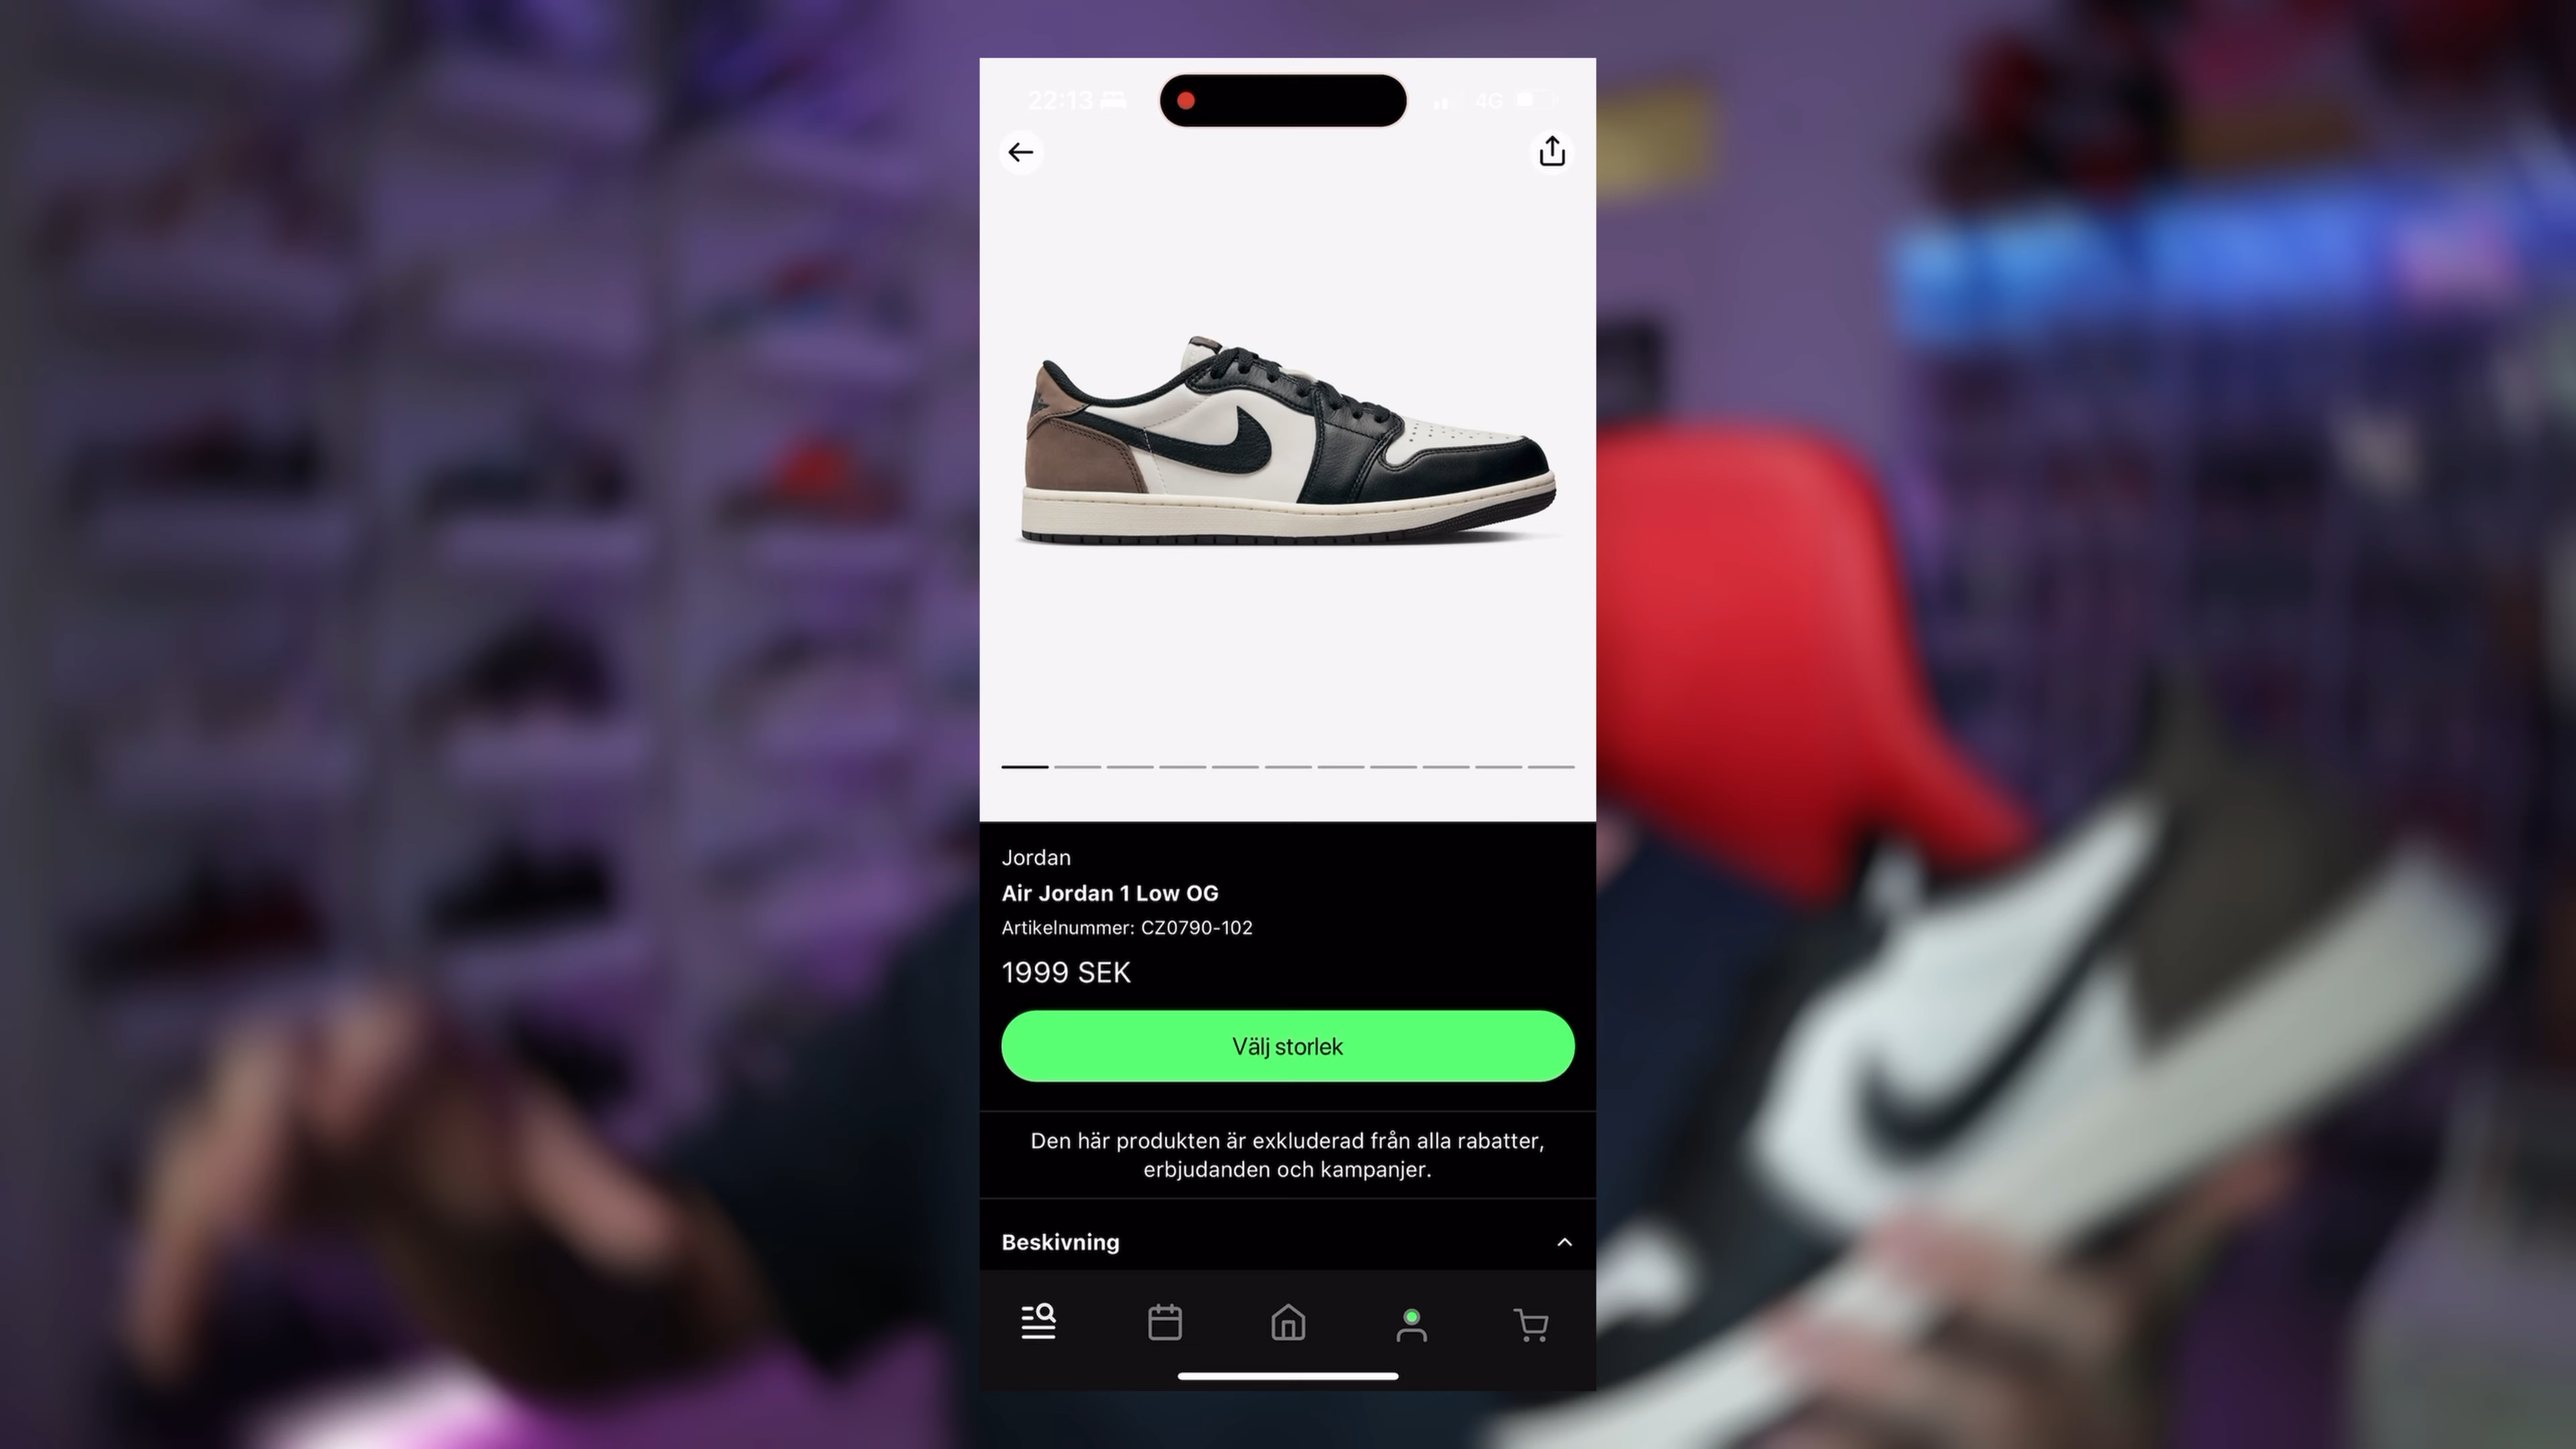 22:13
4G
Jordan
Air Jordan 1 Low OG
Artikelnummer: CZ0790-102
1999 SEK
Välj storlek
Den här produkten är exkluderad från alla rabatter,
erbjudanden och kampanjer.
Beskivning